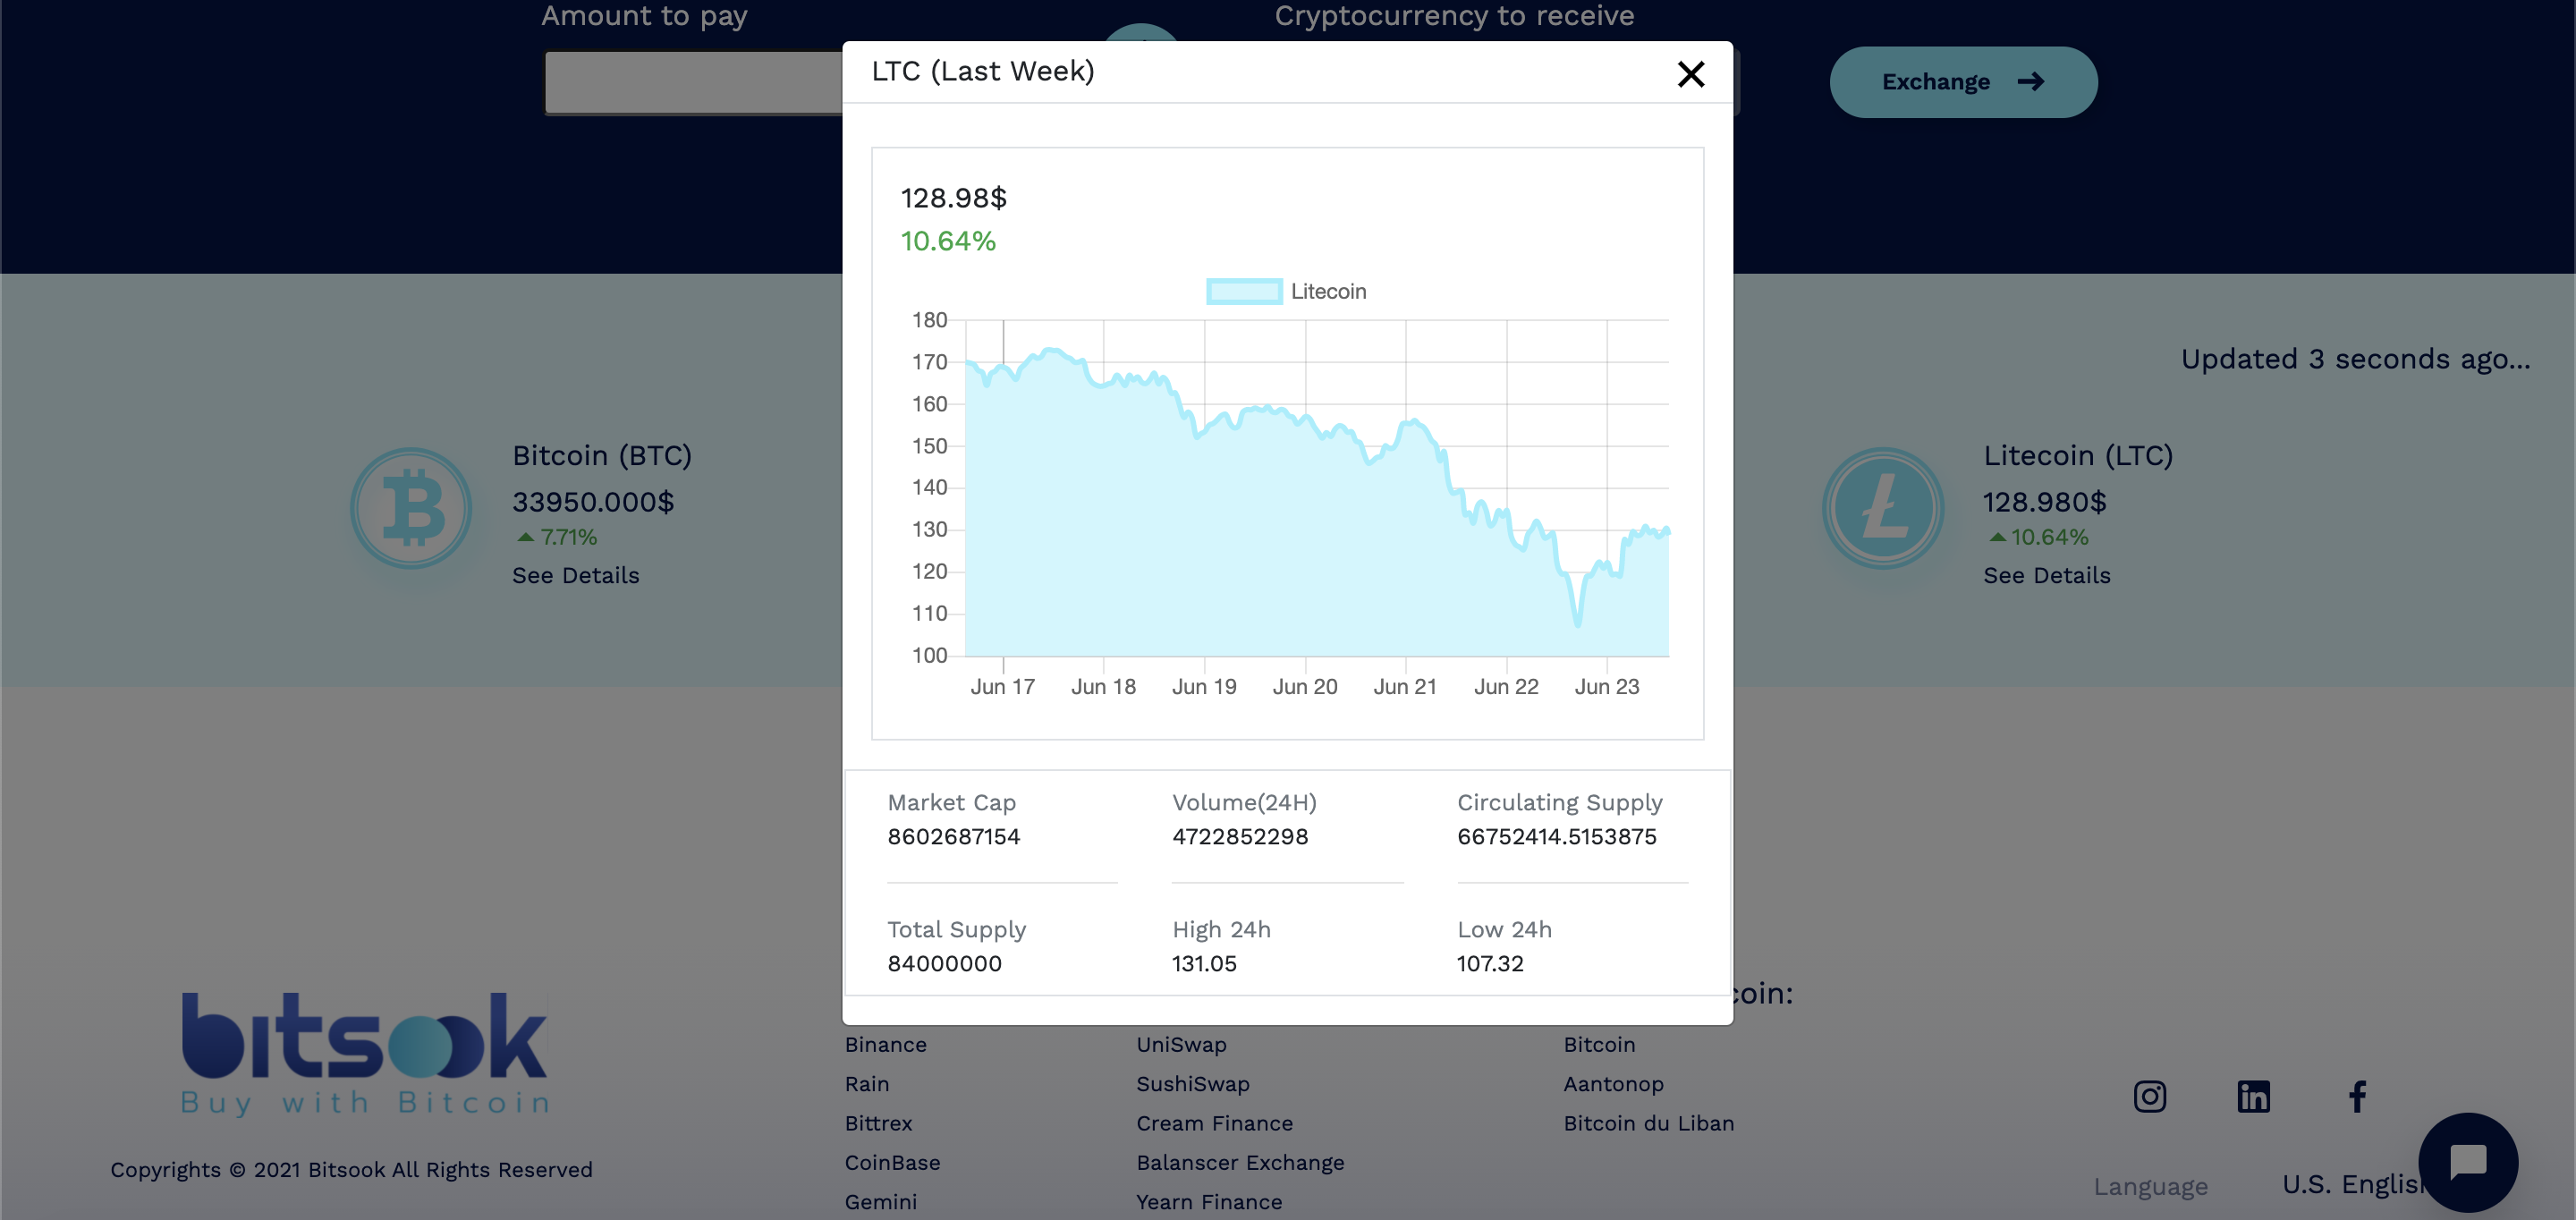 Amount to pay
Cryptocurrency to receive
Exchange
LTC (Last Week)
128.98$
10.64%
Litecoin
180
170
160
150
140
130
120
110
100
Jun 17 Jun 18 Jun 19 Jun 20 Jun 21 Jun 22 Jun 23
Updated 3 seconds ago...
Bitcoin (BTC)
33950.000$
7.71%
See Details
Litecoin (LTC)
128.980$
10.64%
See Details
Market Cap
8602687154
Volume(24H)
4722852298
Circulating Supply
66752414.5153875
Total Supply
84000000
High 24h
131.05
Low 24h
107.32
coin:
bitsook
Buy with Bitcoin
Copyrights © 2021 Bitsook All Rights Reserved
Binance
Rain
Bittrex
CoinBase
Gemini
UniSwap
SushiSwap
Cream Finance
Balanscer Exchange
Yearn Finance
Bitcoin
Aantonop
Bitcoin du Liban
Language
U.S. English